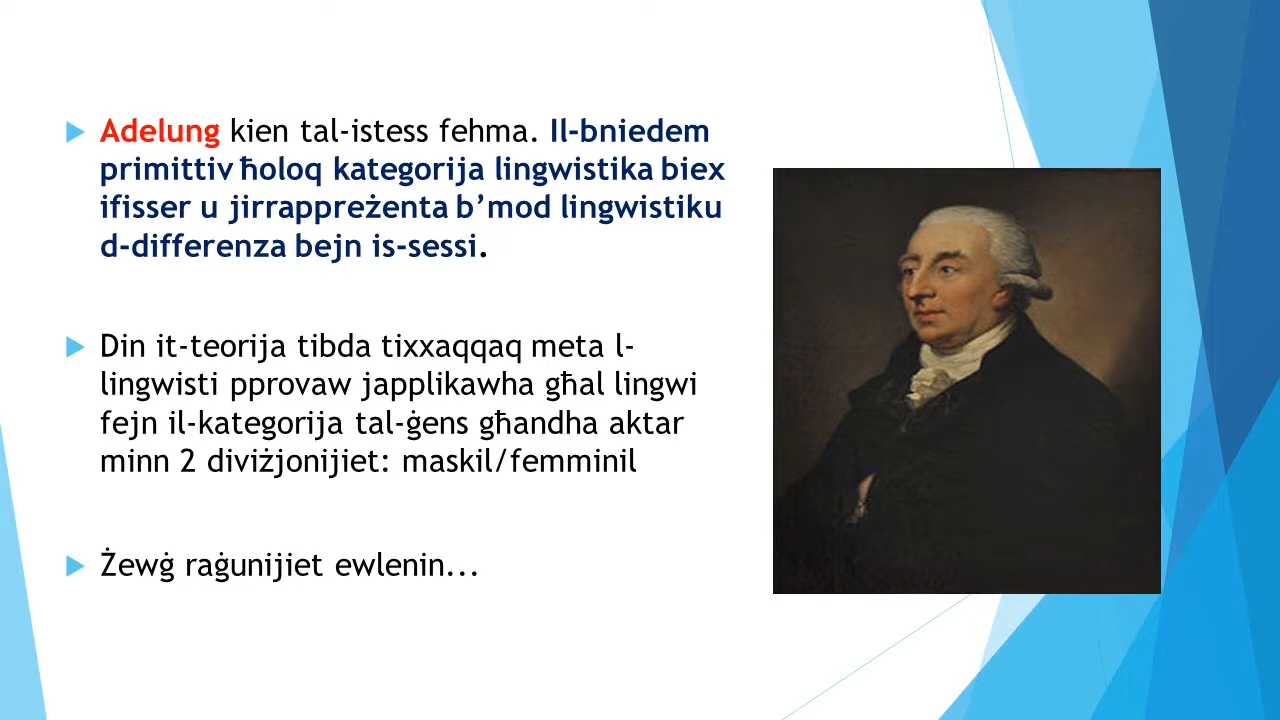 Adelung kien tal-istess fehma. Il-bniedem
primittiv ħoloq kategorija lingwistika biex
ifisser u jirrappreżenta b’mod lingwistiku
d-differenza bejn is-sessi.
Din it-teorija tibda tixxaqqaq meta l-
lingwisti pprovaw japplikawha għal lingwi
fejn il-kategorija tal-ġens għandha aktar
minn 2 diviżjonijiet: maskil/femminil
Żewġ raġunijiet ewlenin...